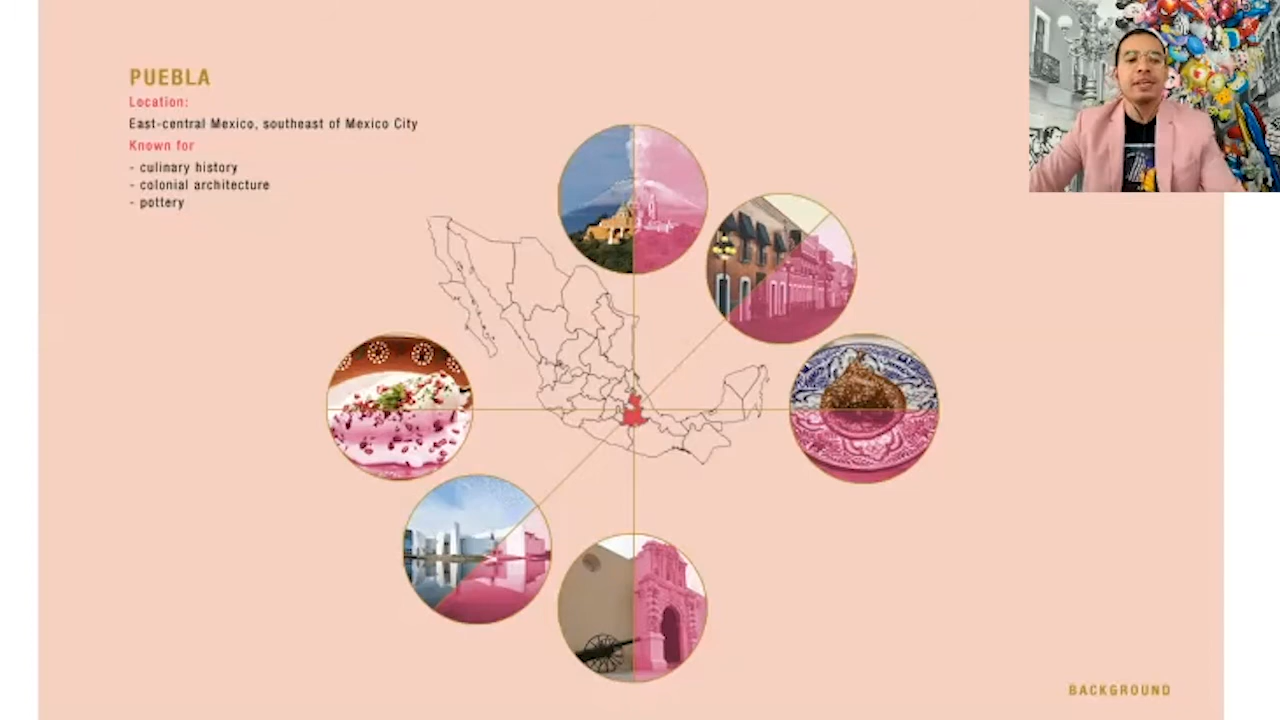 PUEBLA
Location:
East-central Mexico, southeast of Mexico City
Known for
- culinary history
- colonial architecture
- pottery
BACKGROUND